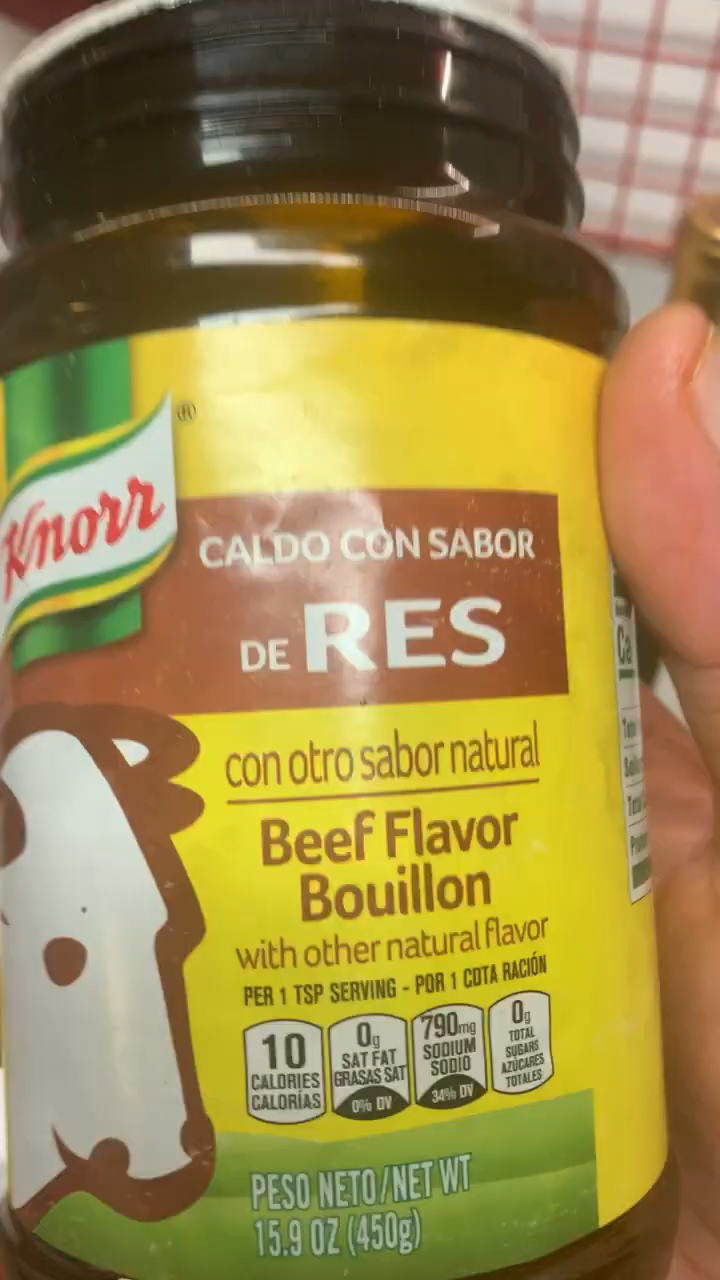 Knorr®
CALDO CON SABOR
DE RES
con otro sabor natural
Beef Flavor
Bouillon
with other natural flavor
PER 1 TSP SERVING - POR 1 CDTA RACIÓN
10
CALORIES
CALORÍAS
0g
SAT FAT
GRASAS SAT
0% DV
790mg
SODIUM
SODIO
34% DV
0g
TOTAL
SUGARS
AZÚCARES
TOTALES
PESO NETO/NET WT
15.9 OZ (450g)